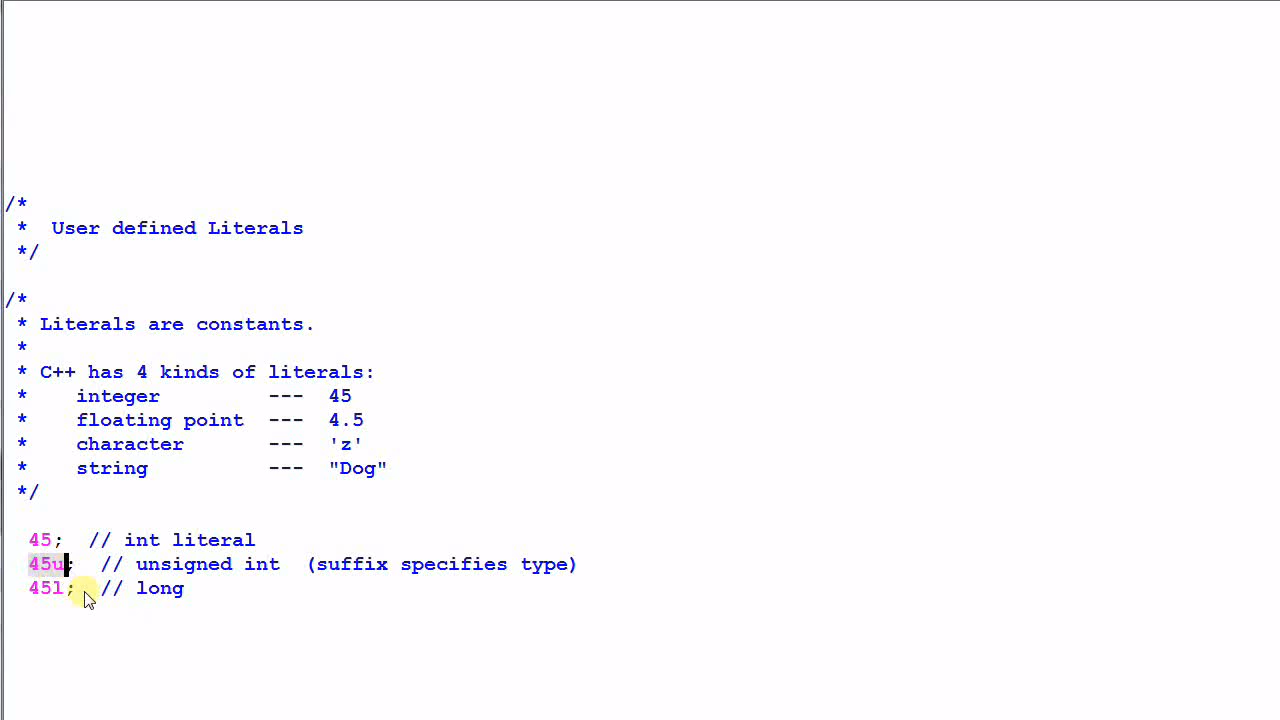 /*
 *  User defined Literals
 */
/*
 * Literals are constants.
 *
 * C++ has 4 kinds of literals:
 *    integer         ---  45
 *    floating point  ---  4.5
 *    character       ---  'z'
 *    string          ---  "Dog"
 */
  45;  // int literal
  45u;  // unsigned int  (suffix specifies type)
  45l;  // long